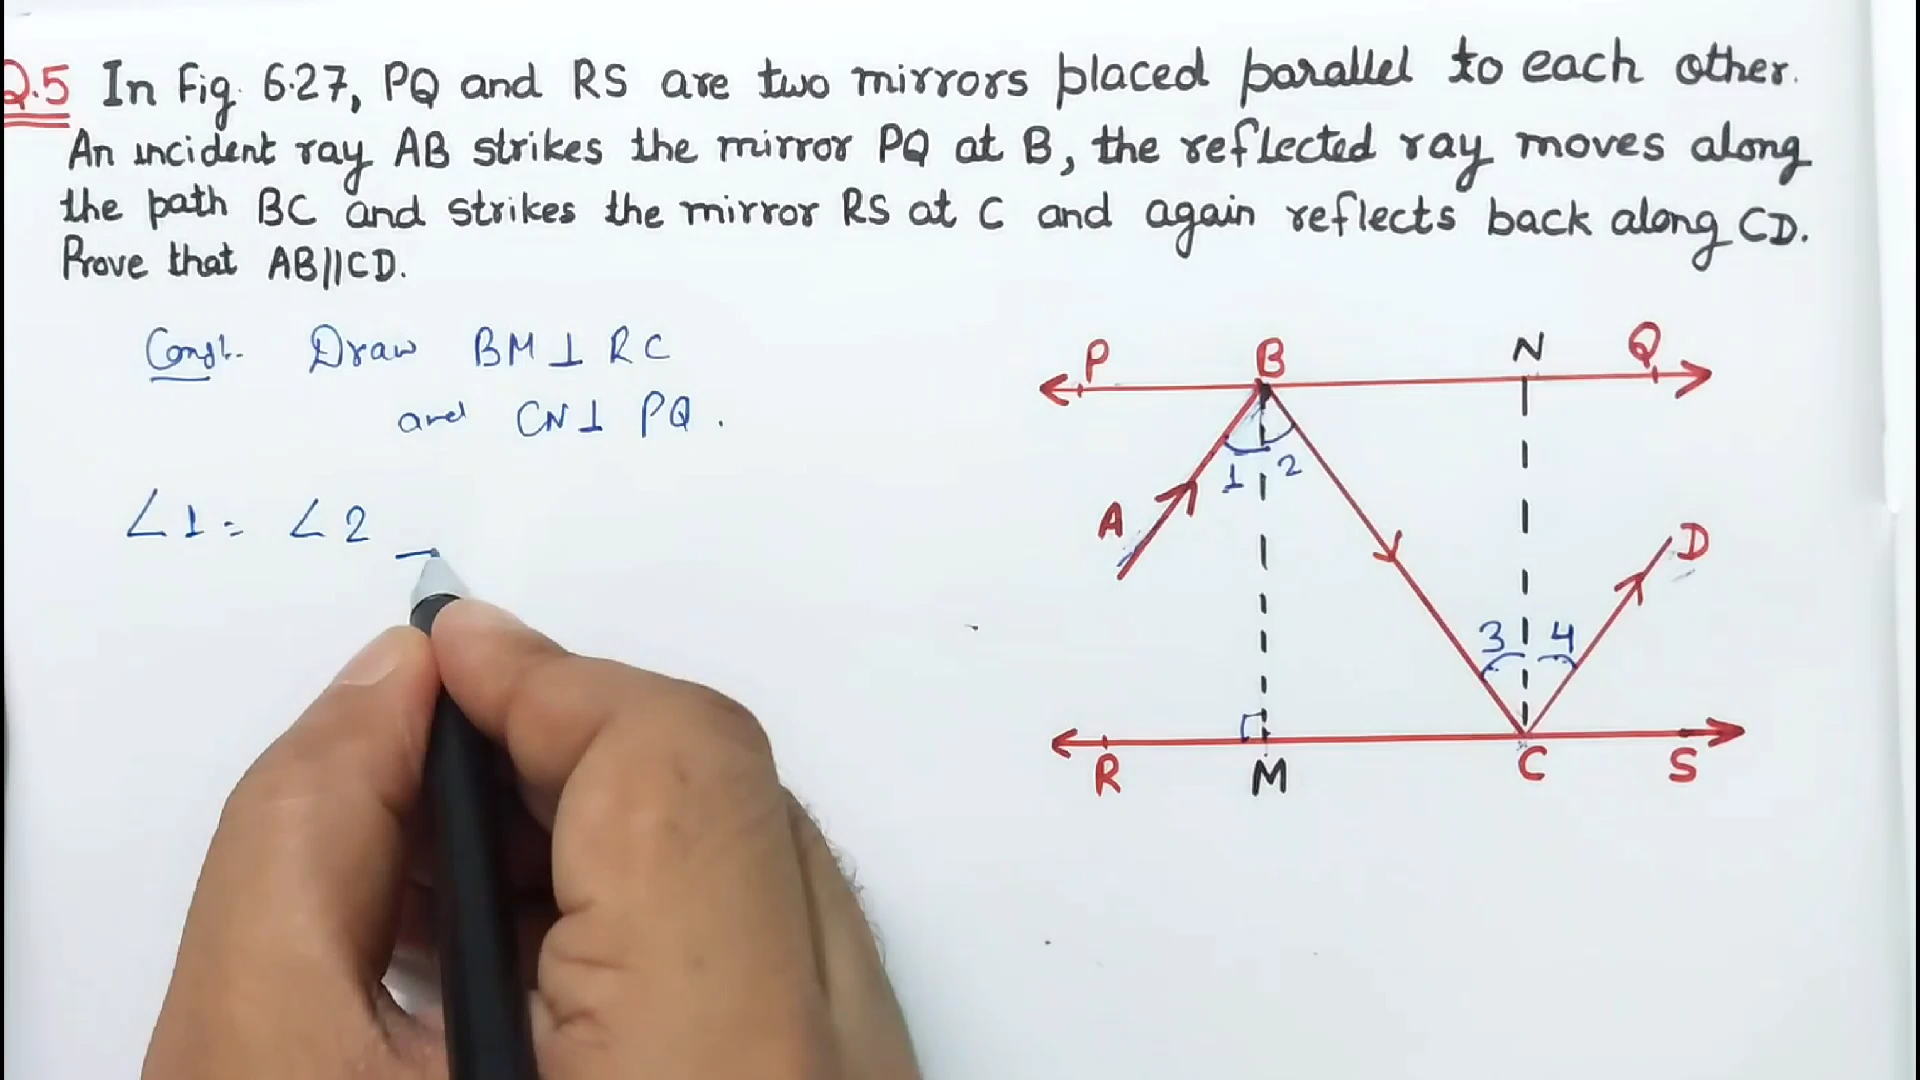 Q.5 In Fig. 6.27, PQ and RS are two mirrors placed parallel to each other.
An incident ray AB strikes the mirror PQ at B, the reflected ray moves along
the path BC and strikes the mirror RS at C and again reflects back along CD.
Prove that AB||CD.
Const. Draw BM ⊥ RC
and CN ⊥ PQ.
∠1 = ∠2
P B N Q
1 2
A D
3 4
R M C S